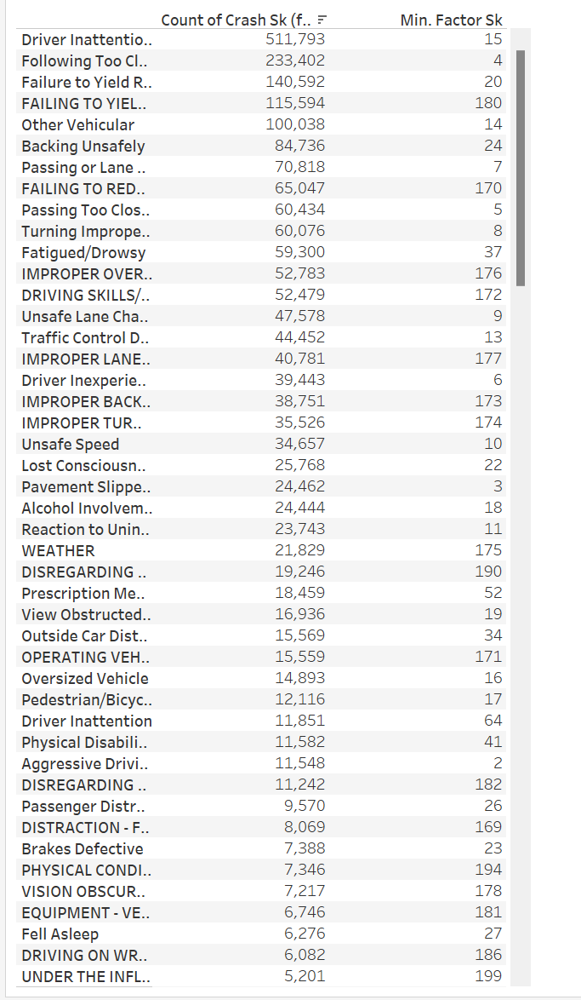 Count of Crash Sk (f.. Min. Factor Sk
Driver Inattentio.. 511,793 15
Following Too Cl.. 233,402 4
Failure to Yield R.. 140,592 20
FAILING TO YIEL.. 115,594 180
Other Vehicular 100,038 14
Backing Unsafely 84,736 24
Passing or Lane .. 70,818 7
FAILING TO RED.. 65,047 170
Passing Too Clos.. 60,434 5
Turning Imprope.. 60,076 8
Fatigued/Drowsy 59,300 37
IMPROPER OVER.. 52,783 176
DRIVING SKILLS/.. 52,479 172
Unsafe Lane Cha.. 47,578 9
Traffic Control D.. 44,452 13
IMPROPER LANE.. 40,781 177
Driver Inexperie.. 39,443 6
IMPROPER BACK.. 38,751 173
IMPROPER TUR.. 35,526 174
Unsafe Speed 34,657 10
Lost Consciousn.. 25,768 22
Pavement Slippe.. 24,462 3
Alcohol Involvem.. 24,444 18
Reaction to Unin.. 23,743 11
WEATHER 21,829 175
DISREGARDING .. 19,246 190
Prescription Me.. 18,459 52
View Obstructed.. 16,936 19
Outside Car Dist.. 15,569 34
OPERATING VEH.. 15,559 171
Oversized Vehicle 14,893 16
Pedestrian/Bicyc.. 12,116 17
Driver Inattention 11,851 64
Physical Disabili.. 11,582 41
Aggressive Drivi.. 11,548 2
DISREGARDING .. 11,242 182
Passenger Distr.. 9,570 26
DISTRACTION - F.. 8,069 169
Brakes Defective 7,388 23
PHYSICAL CONDI.. 7,346 194
VISION OBSCUR.. 7,217 178
EQUIPMENT - VE.. 6,746 181
Fell Asleep 6,276 27
DRIVING ON WR.. 6,082 186
UNDER THE INFL.. 5,201 199